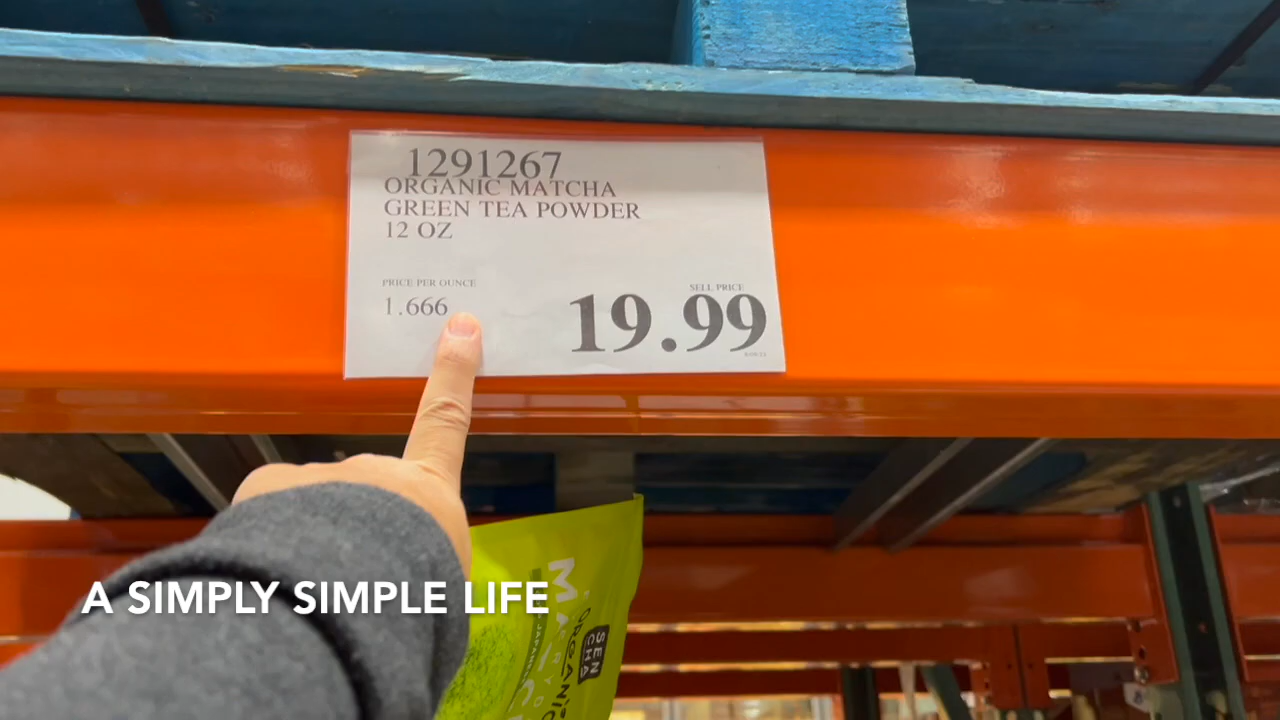 1291267
ORGANIC MATCHA
GREEN TEA POWDER
12 OZ
PRICE PER OUNCE
1.666
SELL PRICE
19.99
A SIMPLY SIMPLE LIFE
SEN
CHA
ORGANIC